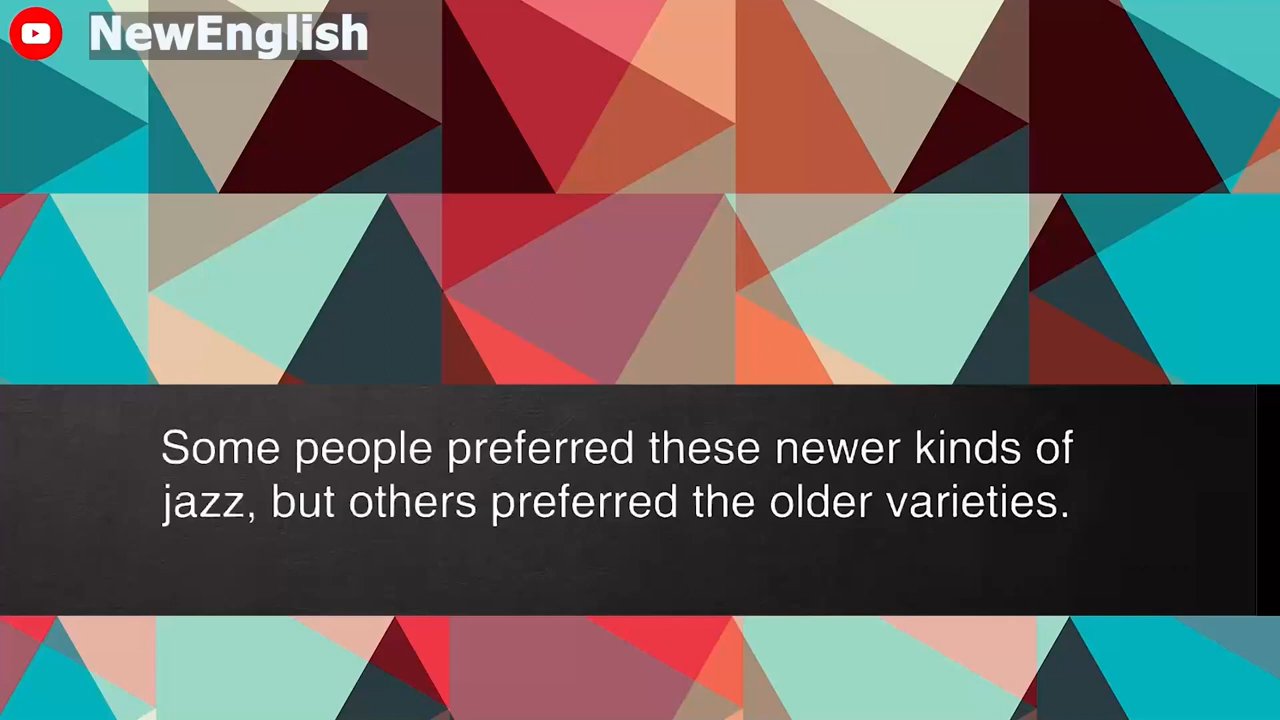 NewEnglish
Some people preferred these newer kinds of
jazz, but others preferred the older varieties.